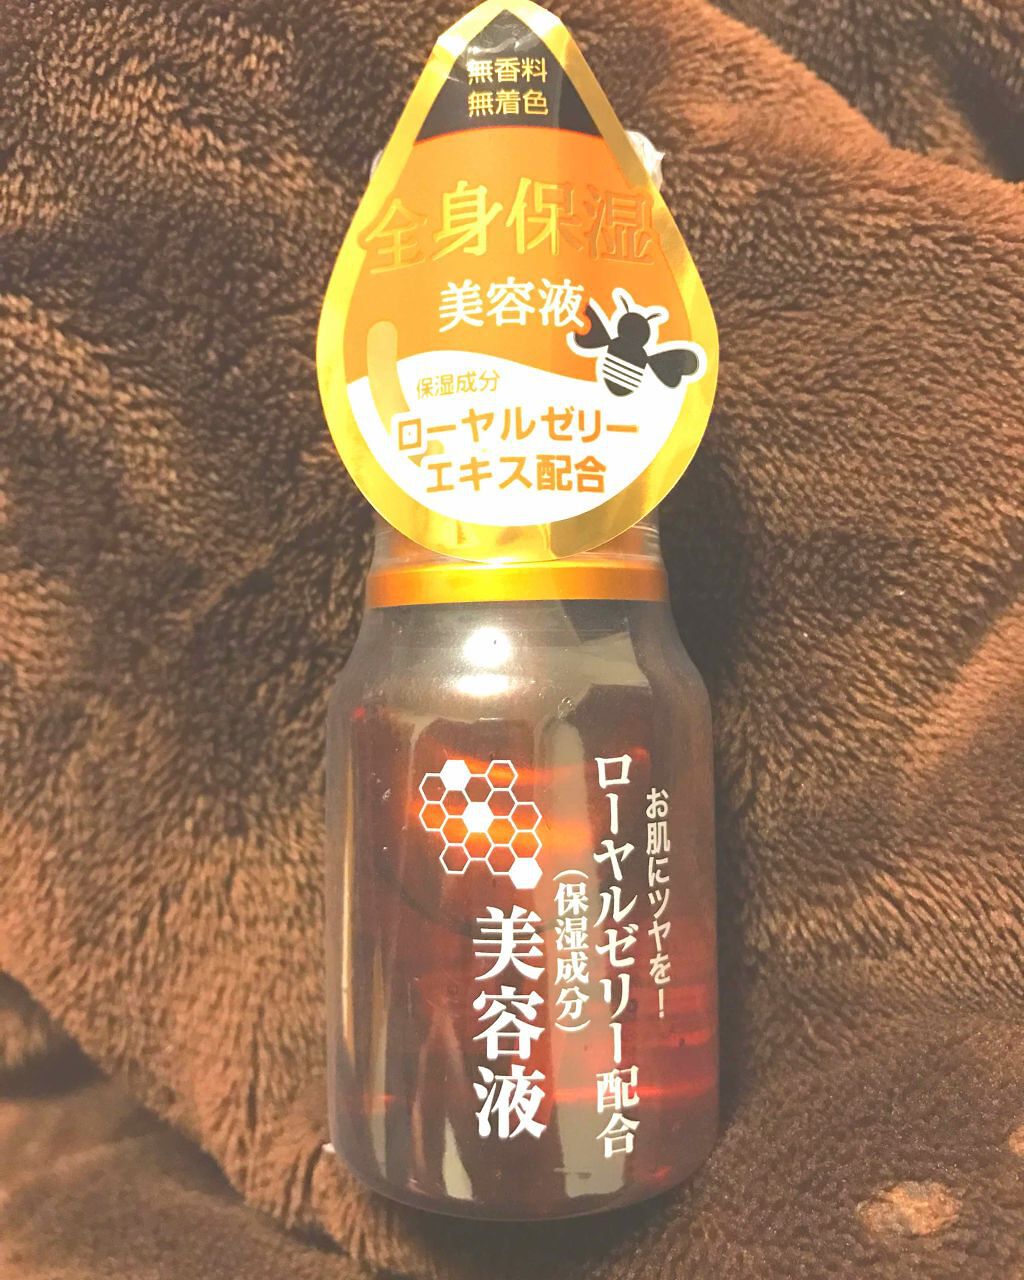 無香料
無着色
全身保湿
美容液
保湿成分
ローヤルゼリー
エキス配合
お肌にツヤを！
ローヤルゼリー配合
（保湿成分）
美容液